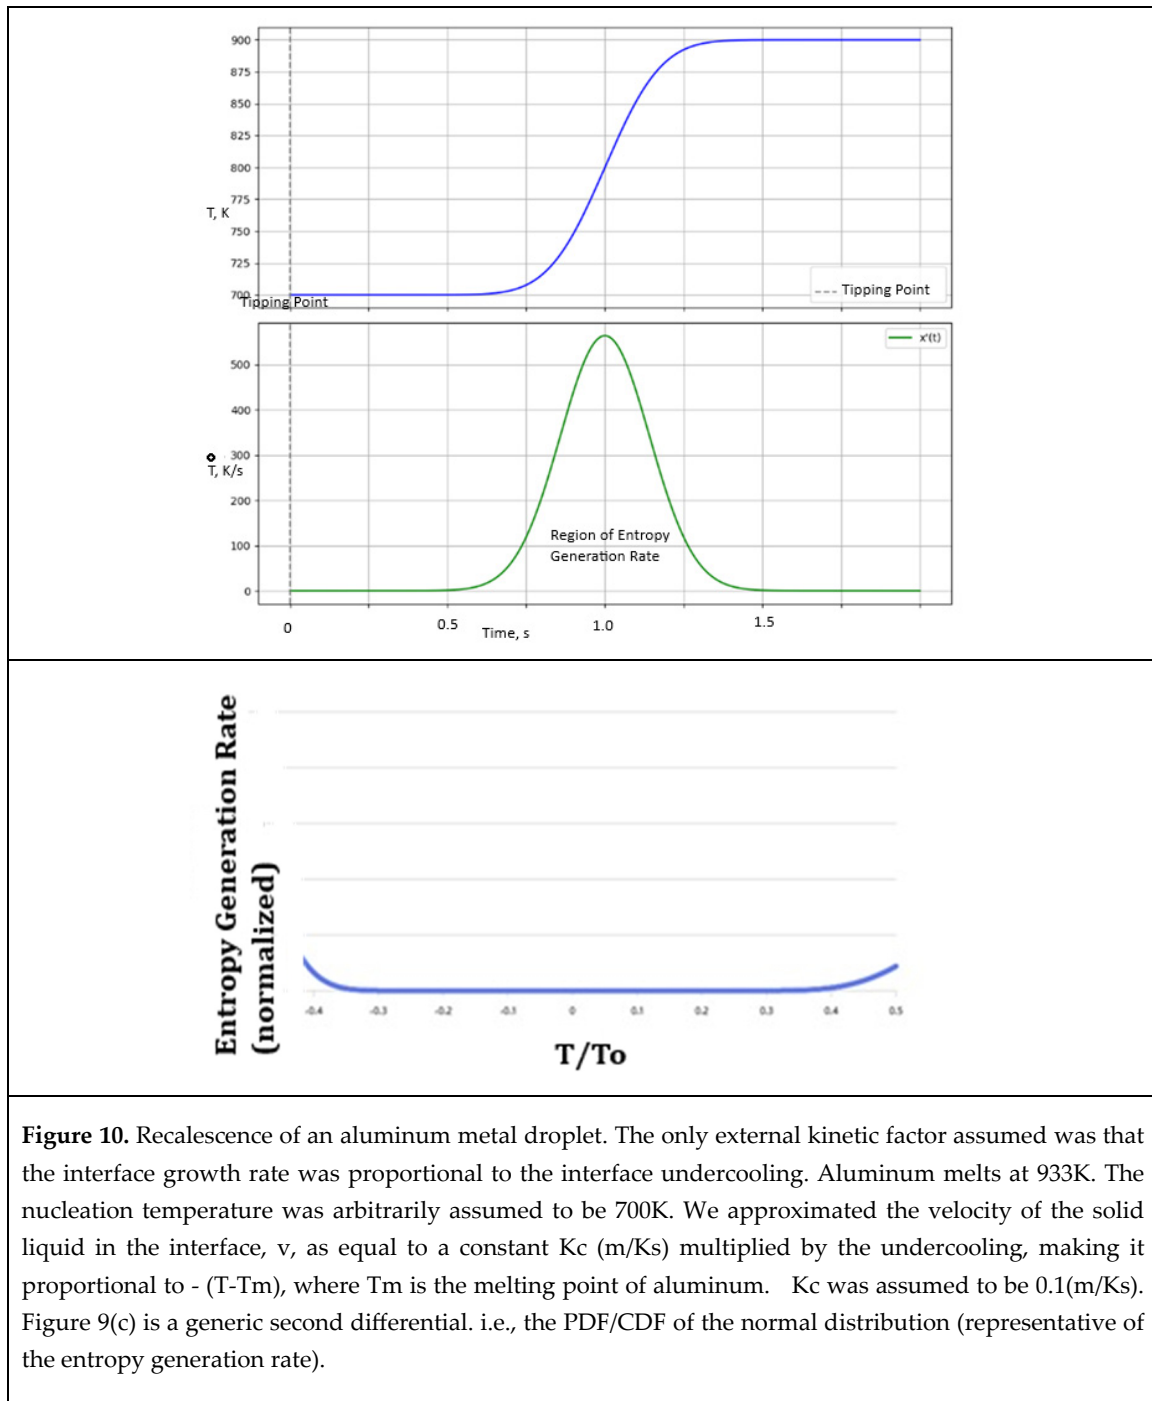 900
875
850
825
800
775
T, K
750
725
700
Tipping Point
Tipping Point
x'(t)
500
400
300
T, K/s
200
100
0
Region of Entropy
Generation Rate
0
0.5
1.0
1.5
Time, s
Entropy Generation Rate
(normalized)
-0.4 -0.3 -0.2 -0.1 0 0.1 0.2 0.3 0.4 0.5
T/To
Figure 10. Recalescence of an aluminum metal droplet. The only external kinetic factor assumed was that
the interface growth rate was proportional to the interface undercooling. Aluminum melts at 933K. The
nucleation temperature was arbitrarily assumed to be 700K. We approximated the velocity of the solid
liquid in the interface, v, as equal to a constant Kc (m/Ks) multiplied by the undercooling, making it
proportional to - (T-Tm), where Tm is the melting point of aluminum. Kc was assumed to be 0.1(m/Ks).
Figure 9(c) is a generic second differential. i.e., the PDF/CDF of the normal distribution (representative of
the entropy generation rate).